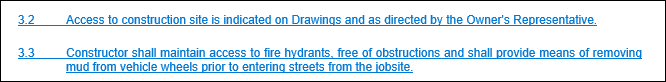 3.2 Access to construction site is indicated on Drawings and as directed by the Owner's Representative.
3.3 Constructor shall maintain access to fire hydrants, free of obstructions and shall provide means of removing
mud from vehicle wheels prior to entering streets from the jobsite.